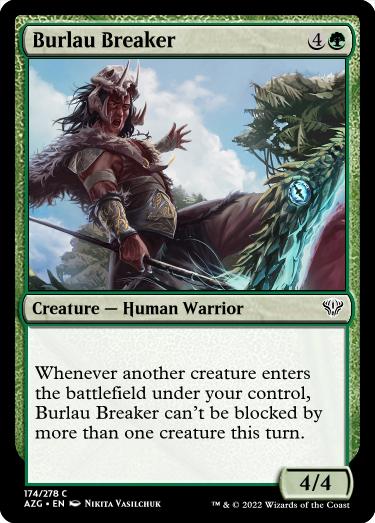 Burlau Breaker 4
Creature — Human Warrior
Whenever another creature enters
the battlefield under your control,
Burlau Breaker can't be blocked by
more than one creature this turn.
4/4
174/278 C
AZG • EN Nikita Vasilchuk
™ & © 2022 Wizards of the Coast